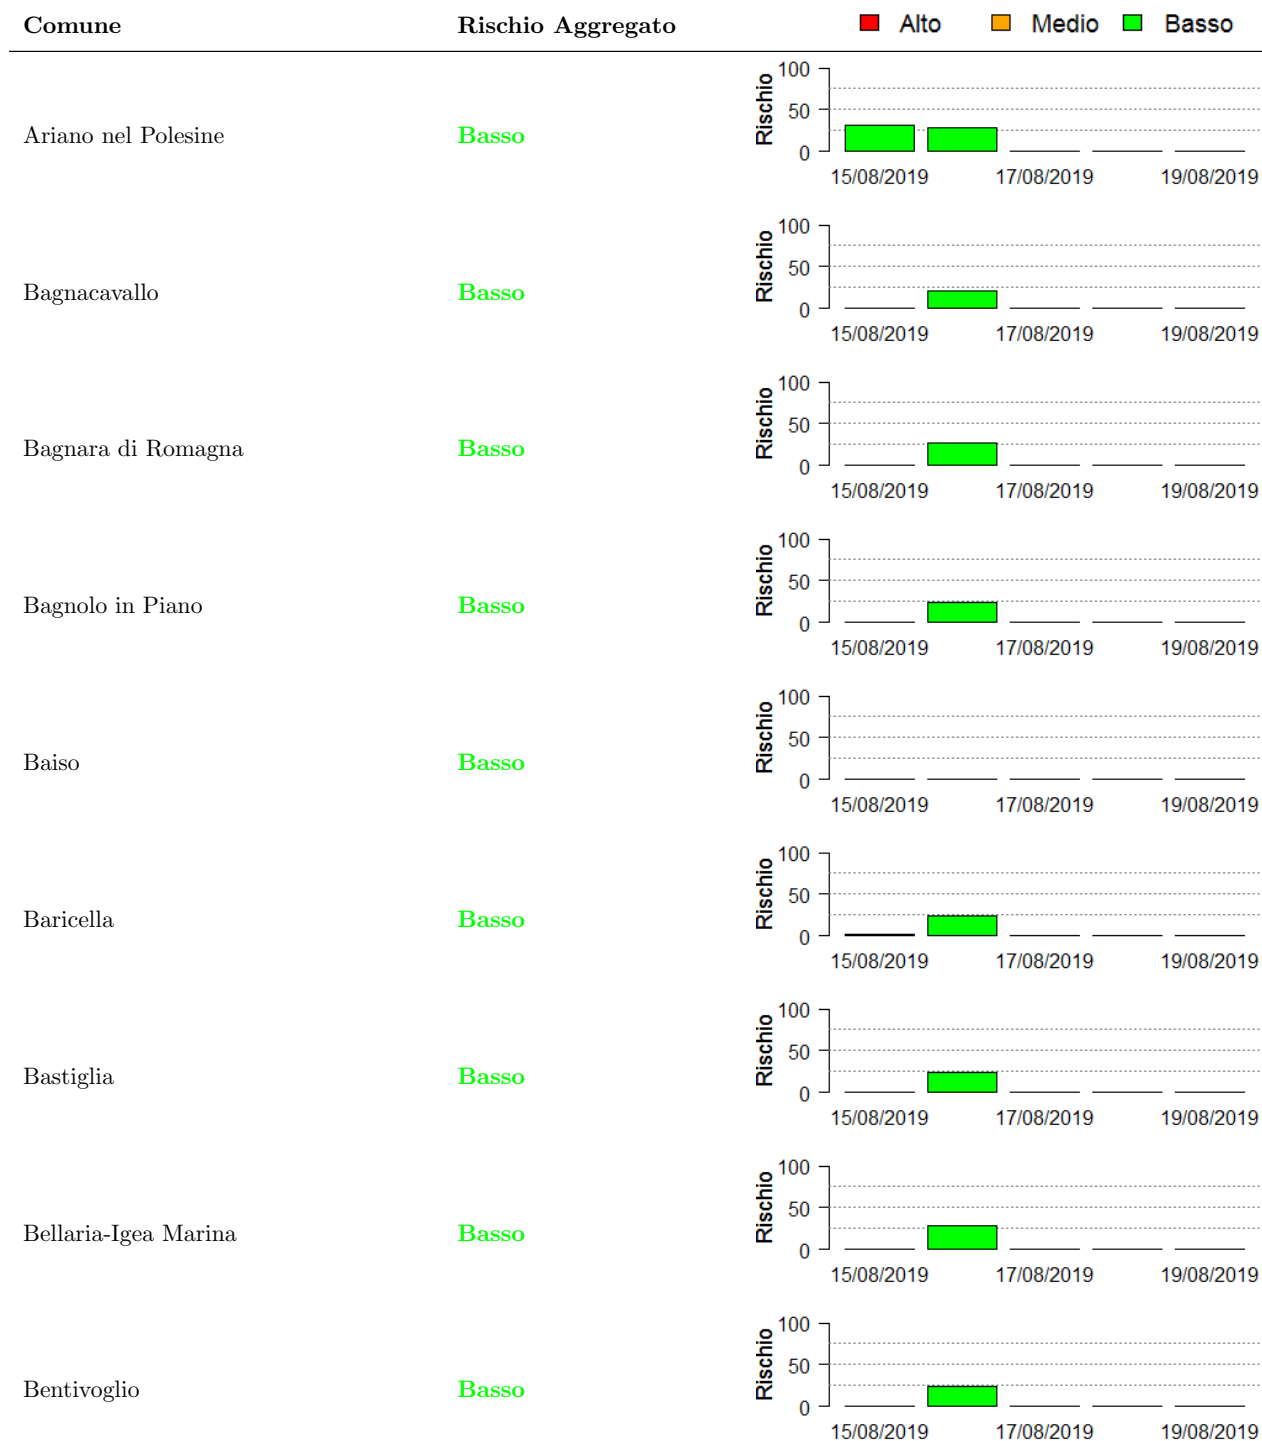 Comune Rischio Aggregato Alto Medio Basso
Ariano nel Polesine Basso Rischio 100 50 0
15/08/2019 17/08/2019 19/08/2019
Bagnacavallo Basso Rischio 100 50 0
15/08/2019 17/08/2019 19/08/2019
Bagnara di Romagna Basso Rischio 100 50 0
15/08/2019 17/08/2019 19/08/2019
Bagnolo in Piano Basso Rischio 100 50 0
15/08/2019 17/08/2019 19/08/2019
Baiso Basso Rischio 100 50 0
15/08/2019 17/08/2019 19/08/2019
Baricella Basso Rischio 100 50 0
15/08/2019 17/08/2019 19/08/2019
Bastiglia Basso Rischio 100 50 0
15/08/2019 17/08/2019 19/08/2019
Bellaria-Igea Marina Basso Rischio 100 50 0
15/08/2019 17/08/2019 19/08/2019
Bentivoglio Basso Rischio 100 50 0
15/08/2019 17/08/2019 19/08/2019